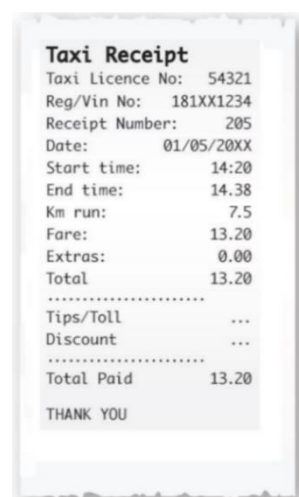 Taxi Receipt
Taxi Licence No: 54321
Reg/Vin No: 181XX1234
Receipt Number: 205
Date: 01/05/20XX
Start time: 14:20
End time: 14.38
Km run: 7.5
Fare: 13.20
Extras: 0.00
Total 13.20
.......................
Tips/Toll ...
Discount ...
.......................
Total Paid 13.20
THANK YOU